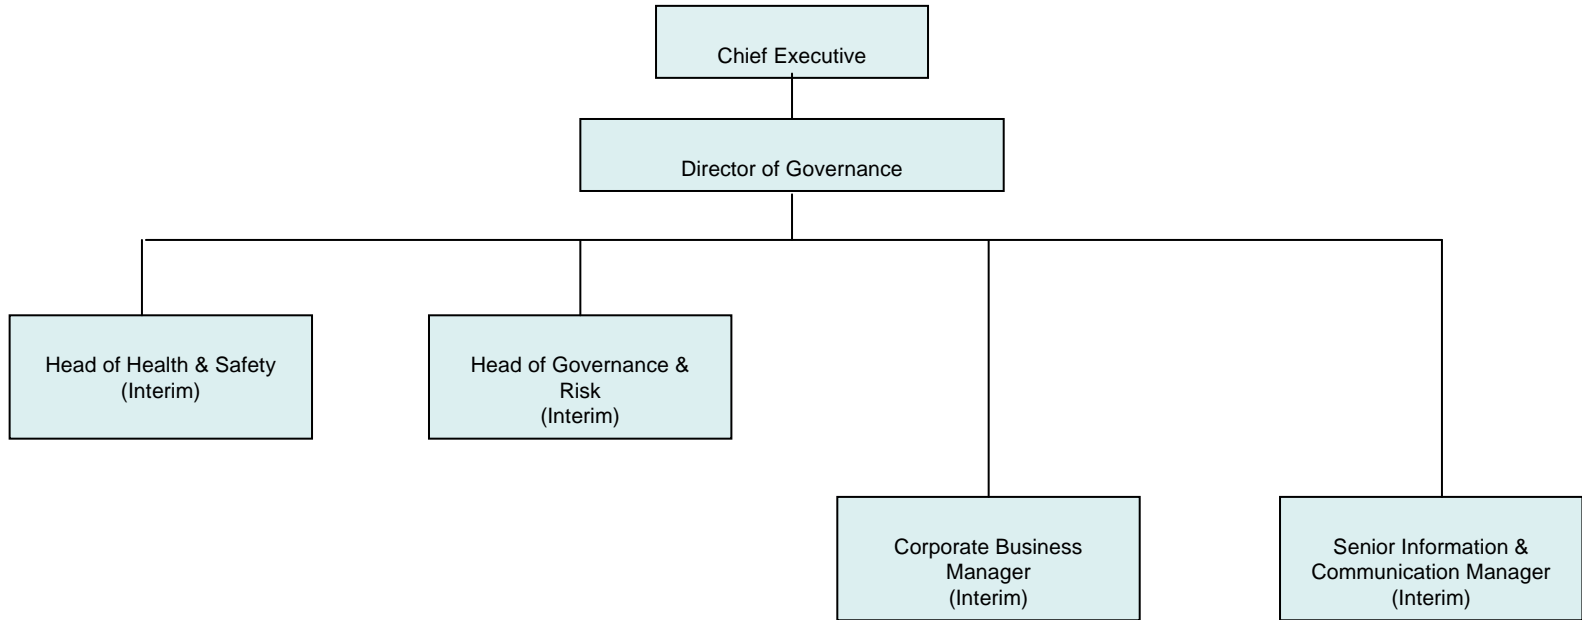 Chief Executive
Director of Governance
Head of Health & Safety
(Interim)
Head of Governance &
Risk
(Interim)
Corporate Business
Manager
(Interim)
Senior Information &
Communication Manager
(Interim)